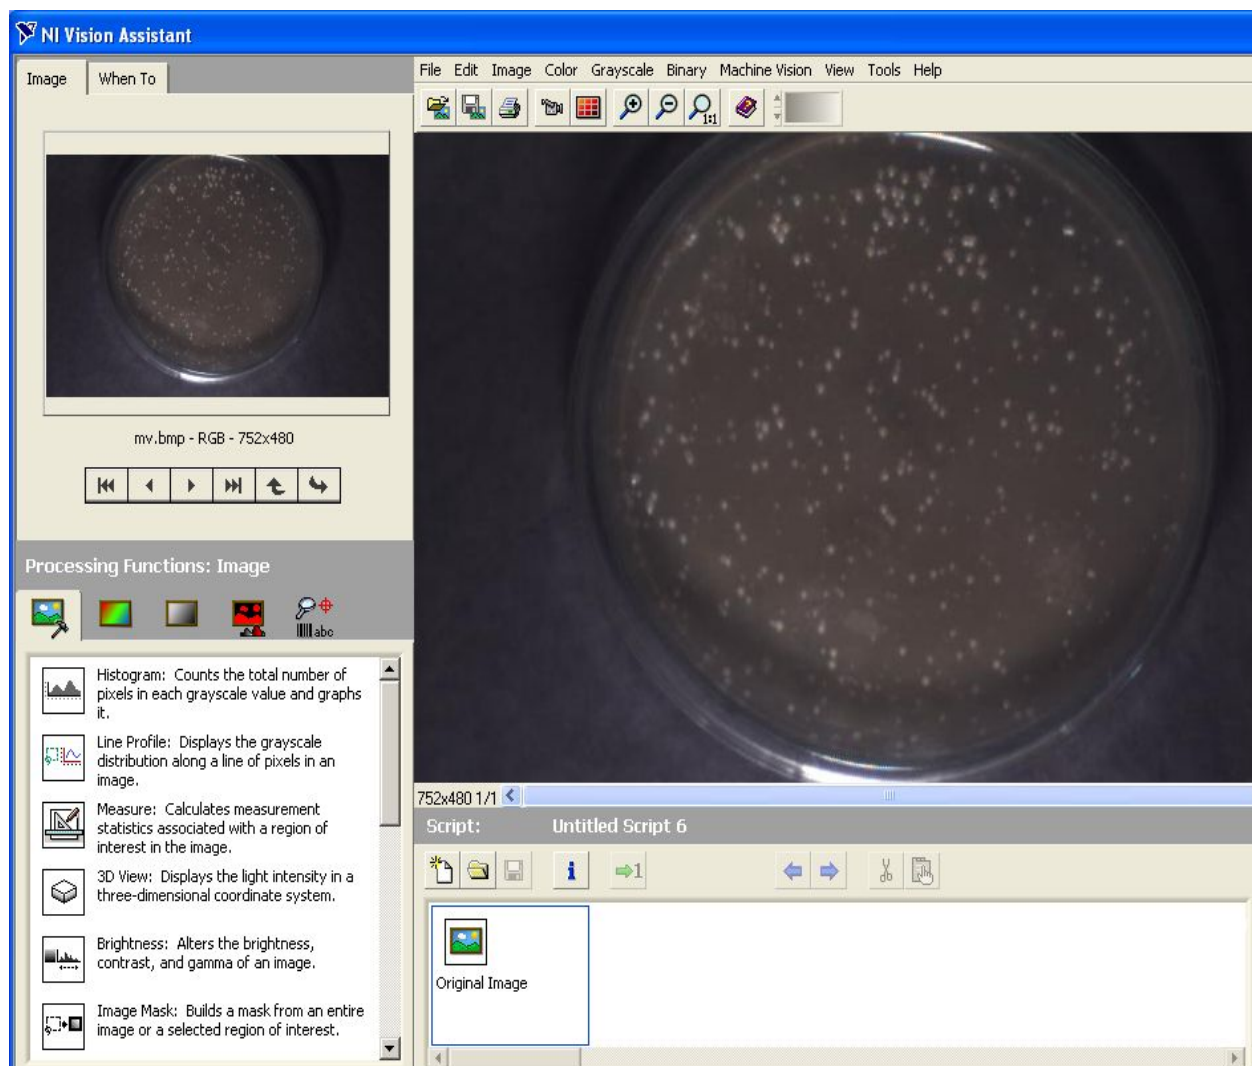 NI Vision Assistant
Image
When To
File Edit Image Color Grayscale Binary Machine Vision View Tools Help
1:1
mv.bmp - RGB - 752x480
Processing Functions: Image
abc
Histogram: Counts the total number of
pixels in each grayscale value and graphs
it.
Line Profile: Displays the grayscale
distribution along a line of pixels in an
image.
Measure: Calculates measurement
statistics associated with a region of
interest in the image.
3D View: Displays the light intensity in a
three-dimensional coordinate system.
Brightness: Alters the brightness,
contrast, and gamma of an image.
Image Mask: Builds a mask from an entire
image or a selected region of interest.
752x480 1/1
Script: Untitled Script 6
i
1
Original Image